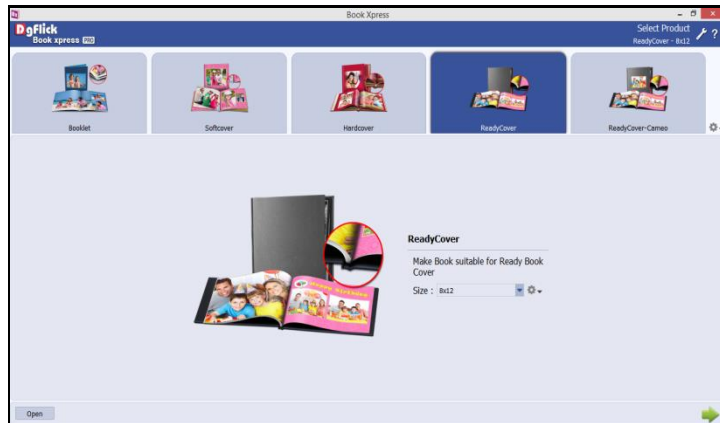 Book Xpress
DgFlick
Book xpress PRO
Select Product
ReadyCover - 8x12
?
Booklet
Softcover
Hardcover
ReadyCover
ReadyCover-Cameo
ReadyCover
Make Book suitable for Ready Book
Cover
Size : 8x12
Open